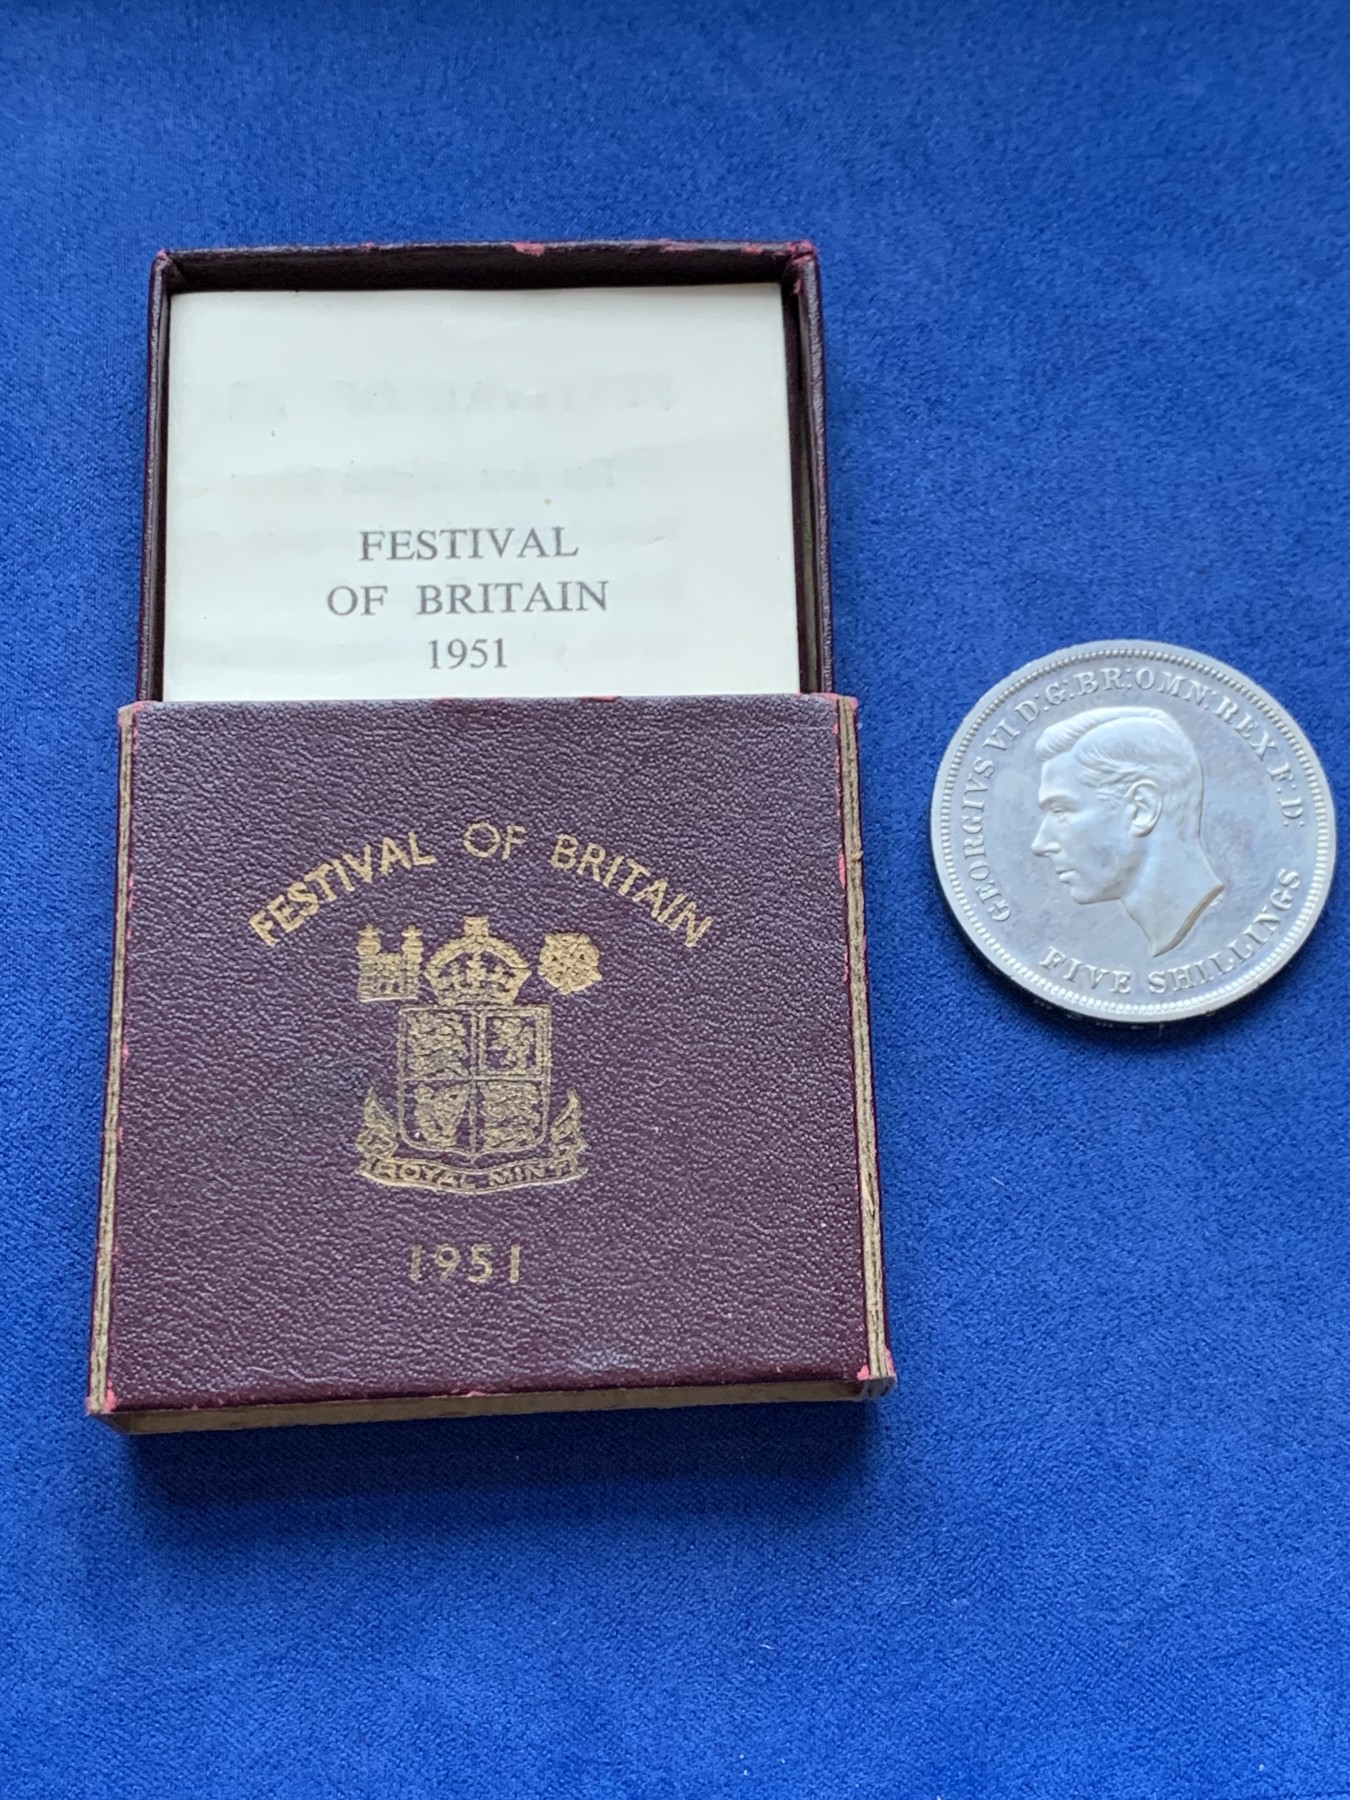 FESTIVAL
OF BRITAIN
1951
FESTIVAL OF BRITAIN
ROYAL MINT
1951
GEORGIVS VI D.G.BR:OMN:REX F.D:
FIVE SHILLINGS